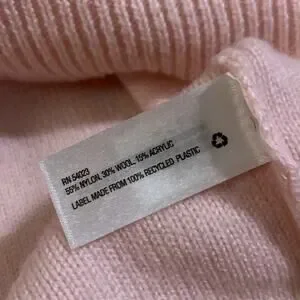 RN 54023
55% NYLON, 30% WOOL, 15% ACRYLIC
LABEL MADE FROM 100% RECYCLED PLASTIC